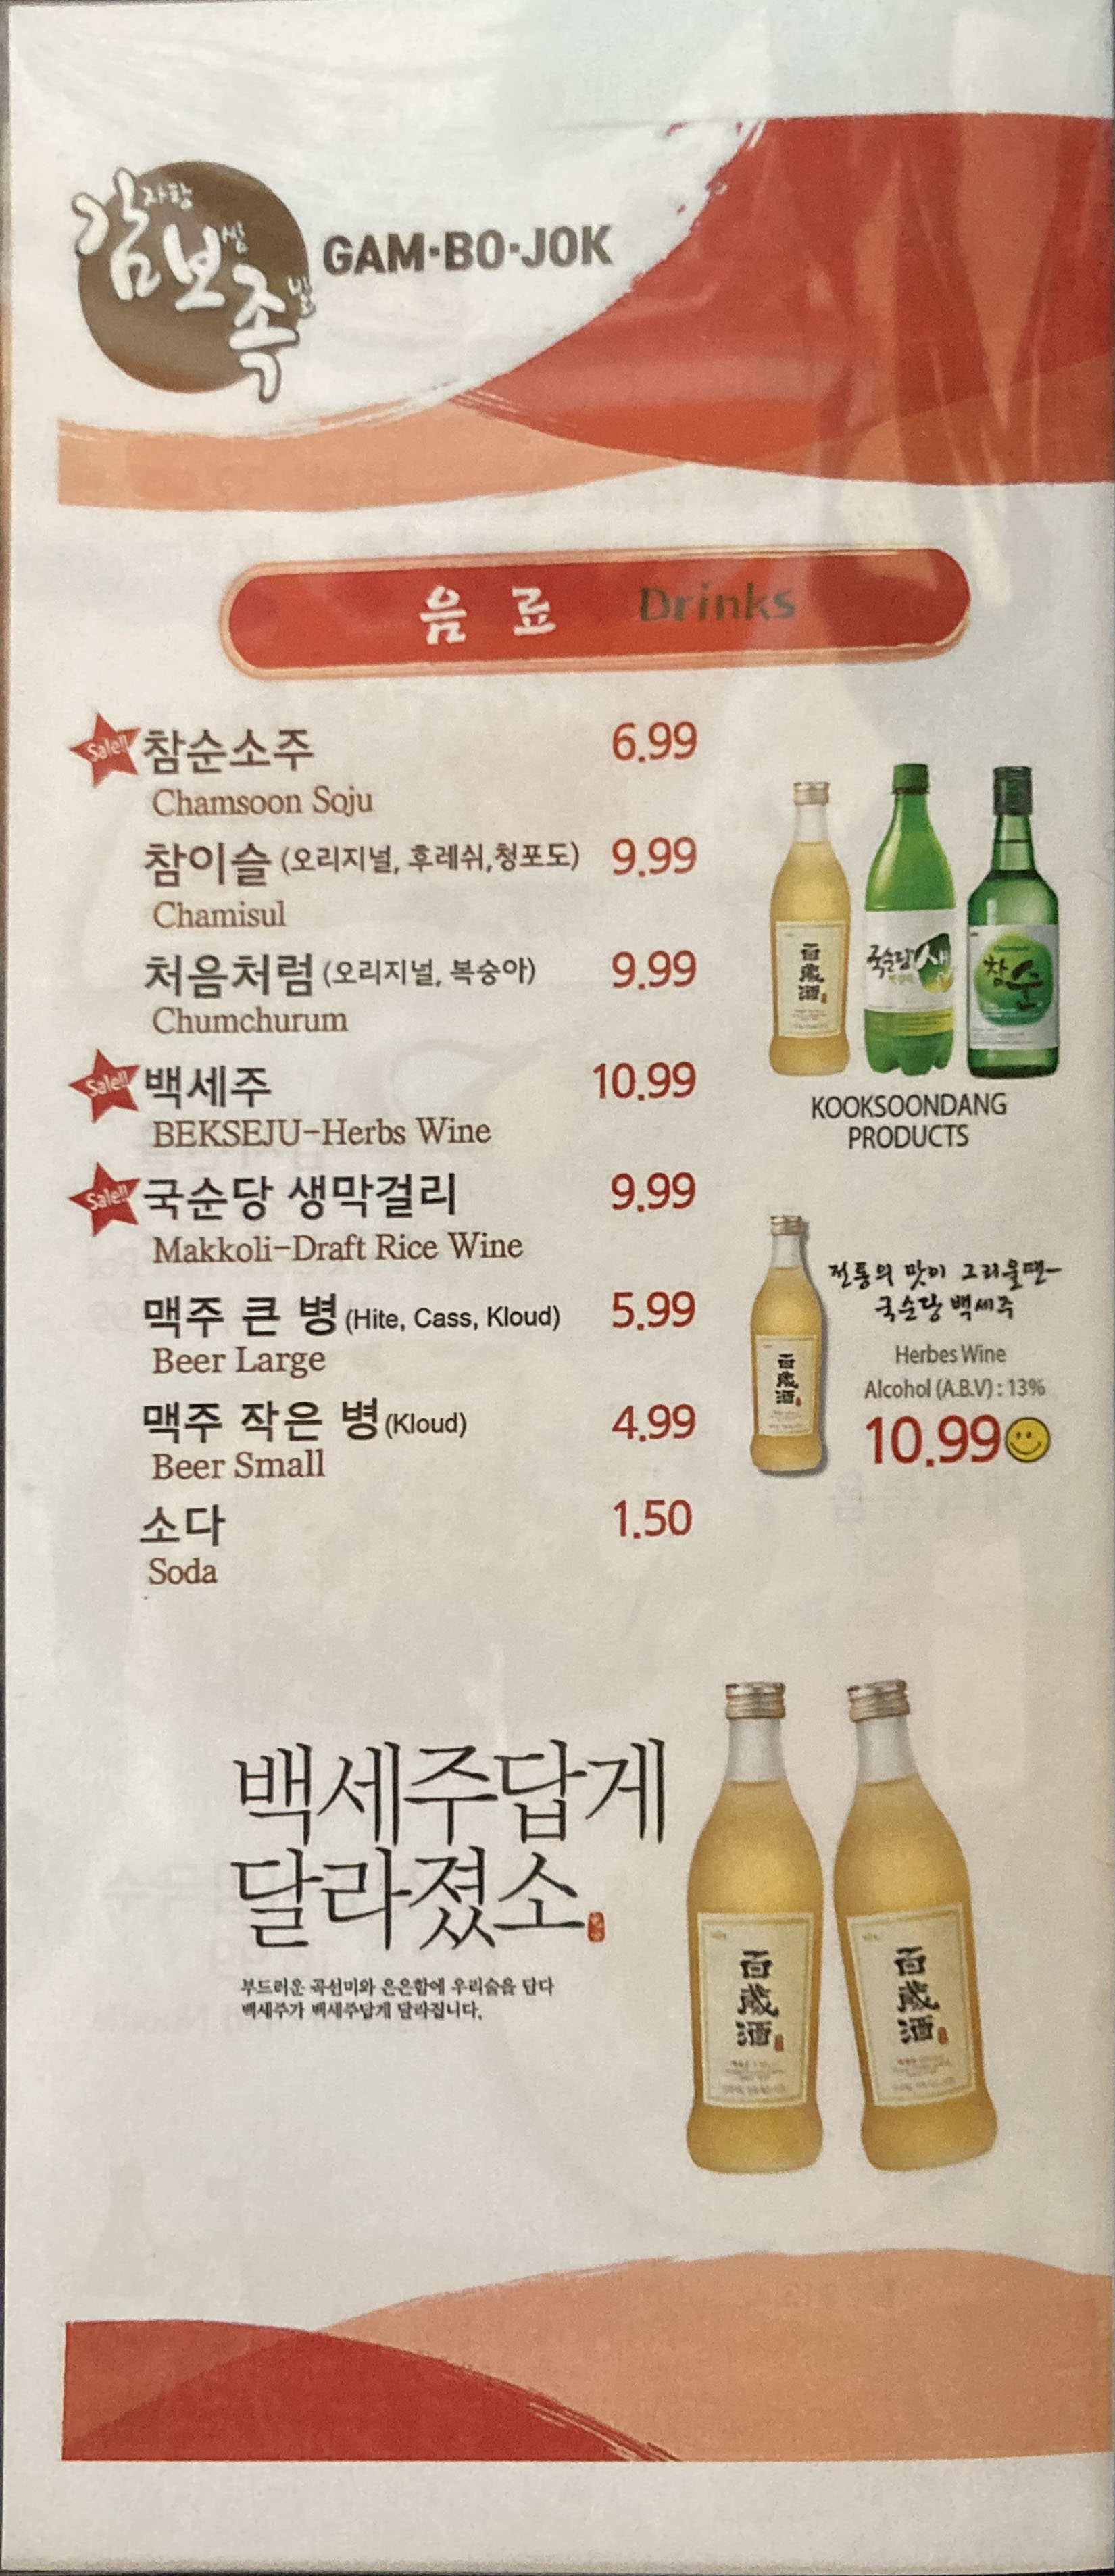 감자탕
보쌈
족발
GAM·BO·JOK
음료 Drinks
Sale!! 참순소주 6.99
Chamsoon Soju
참이슬 (오리지널, 후레쉬,청포도) 9.99
Chamisul
처음처럼 (오리지널, 복숭아) 9.99
Chumchurum
Sale!! 백세주 10.99
BEKSEJU-Herbs Wine
Sale!! 국순당 생막걸리 9.99
Makkoli-Draft Rice Wine
맥주 큰 병 (Hite, Cass, Kloud) 5.99
Beer Large
맥주 작은 병 (Kloud) 4.99
Beer Small
소다 1.50
Soda
百歲酒
국순당 생
참순
KOOKSOONDANG
PRODUCTS
百歲酒
전통의 맛이 그리울땐~
국순당 백세주
Herbes Wine
Alcohol (A.B.V) : 13%
10.99
백세주답게
달라졌소
부드러운 곡선미와 은은함에 우리술을 담다
백세주가 백세주답게 달라집니다.
百歲酒
百歲酒